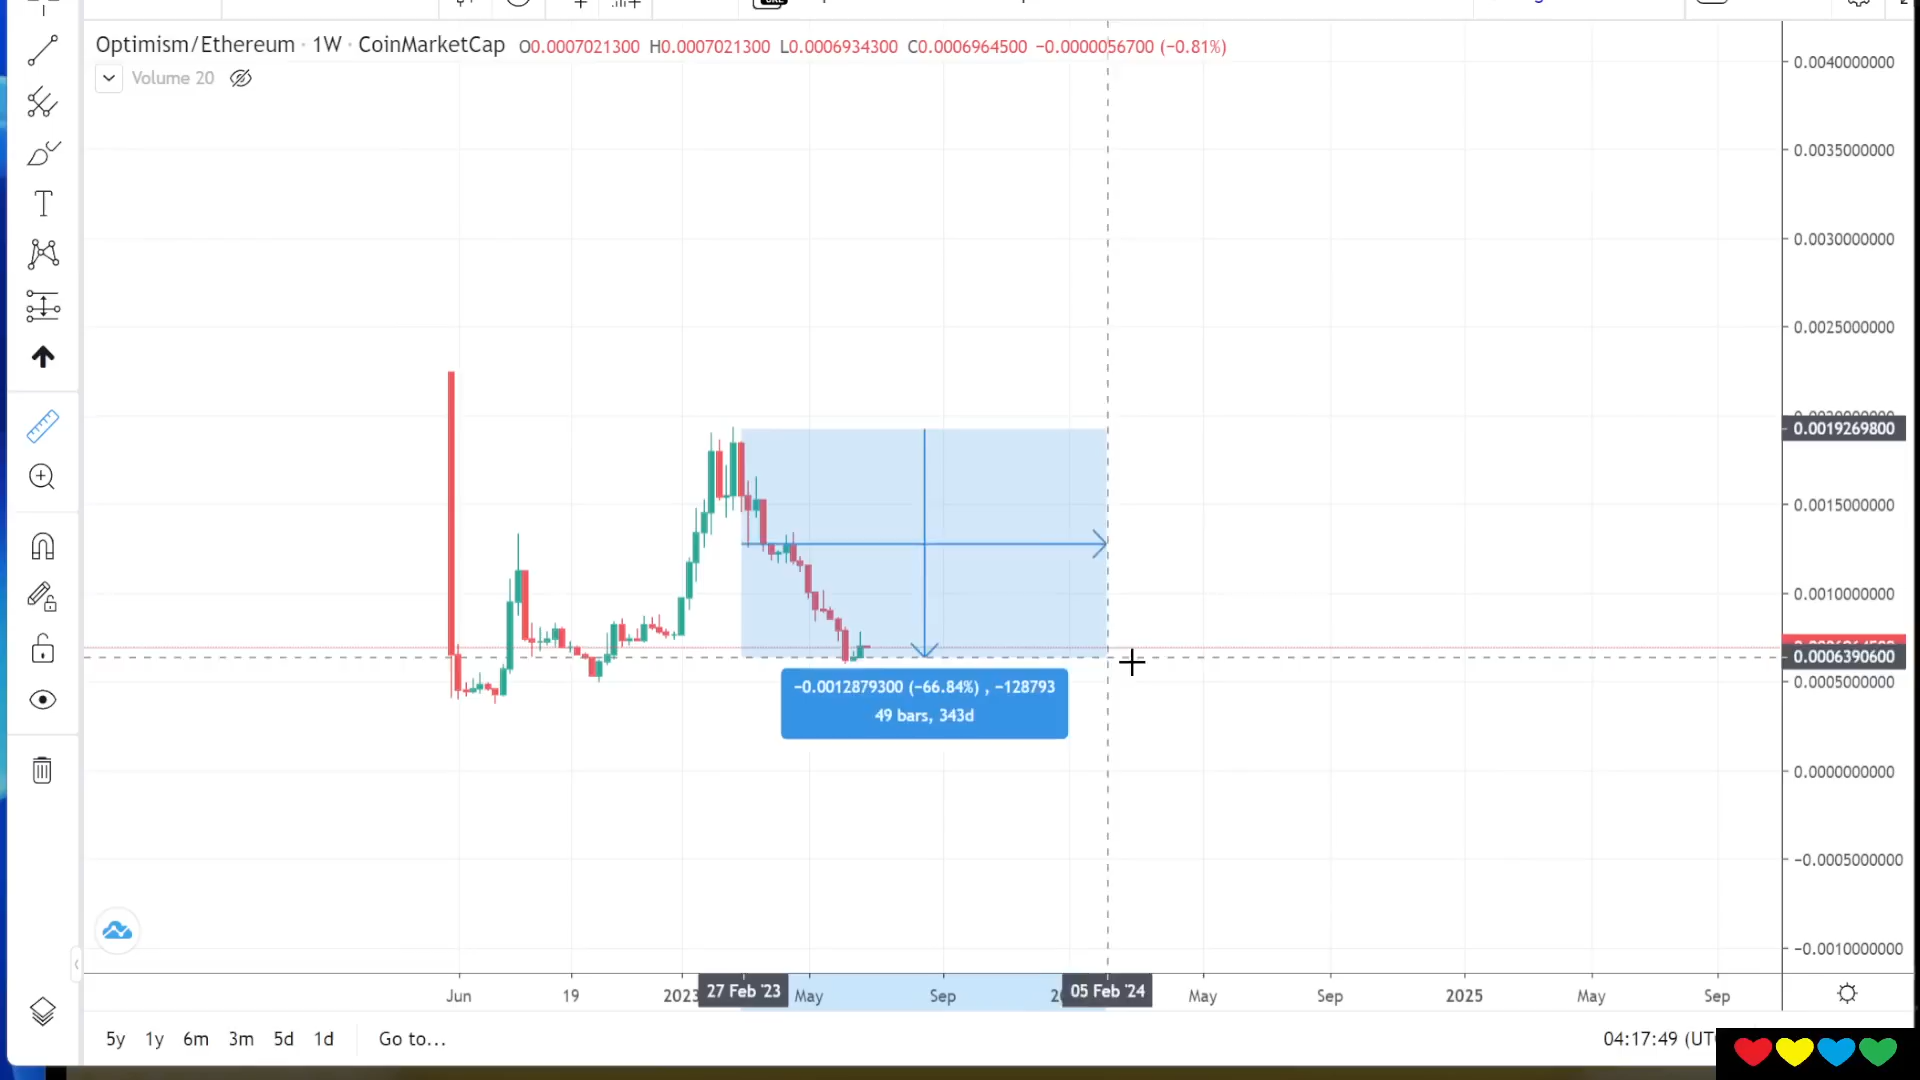 Optimism/Ethereum · 1W · CoinMarketCap O0.0007021300 H0.0007021300 L0.0006934300 C0.0006964500 −0.0000056700 (−0.81%)
Volume 20
0.0040000000
0.0035000000
0.0030000000
0.0025000000
0.0019269800
0.0015000000
0.0010000000
0.0006390600
0.0005000000
0.0000000000
−0.0005000000
−0.0010000000
−0.0012879300 (−66.84%) , −128793
49 bars, 343d
Jun 19 2023 27 Feb '23 May Sep 05 Feb '24 May Sep 2025 May Sep
5y 1y 6m 3m 5d 1d Go to... 04:17:49